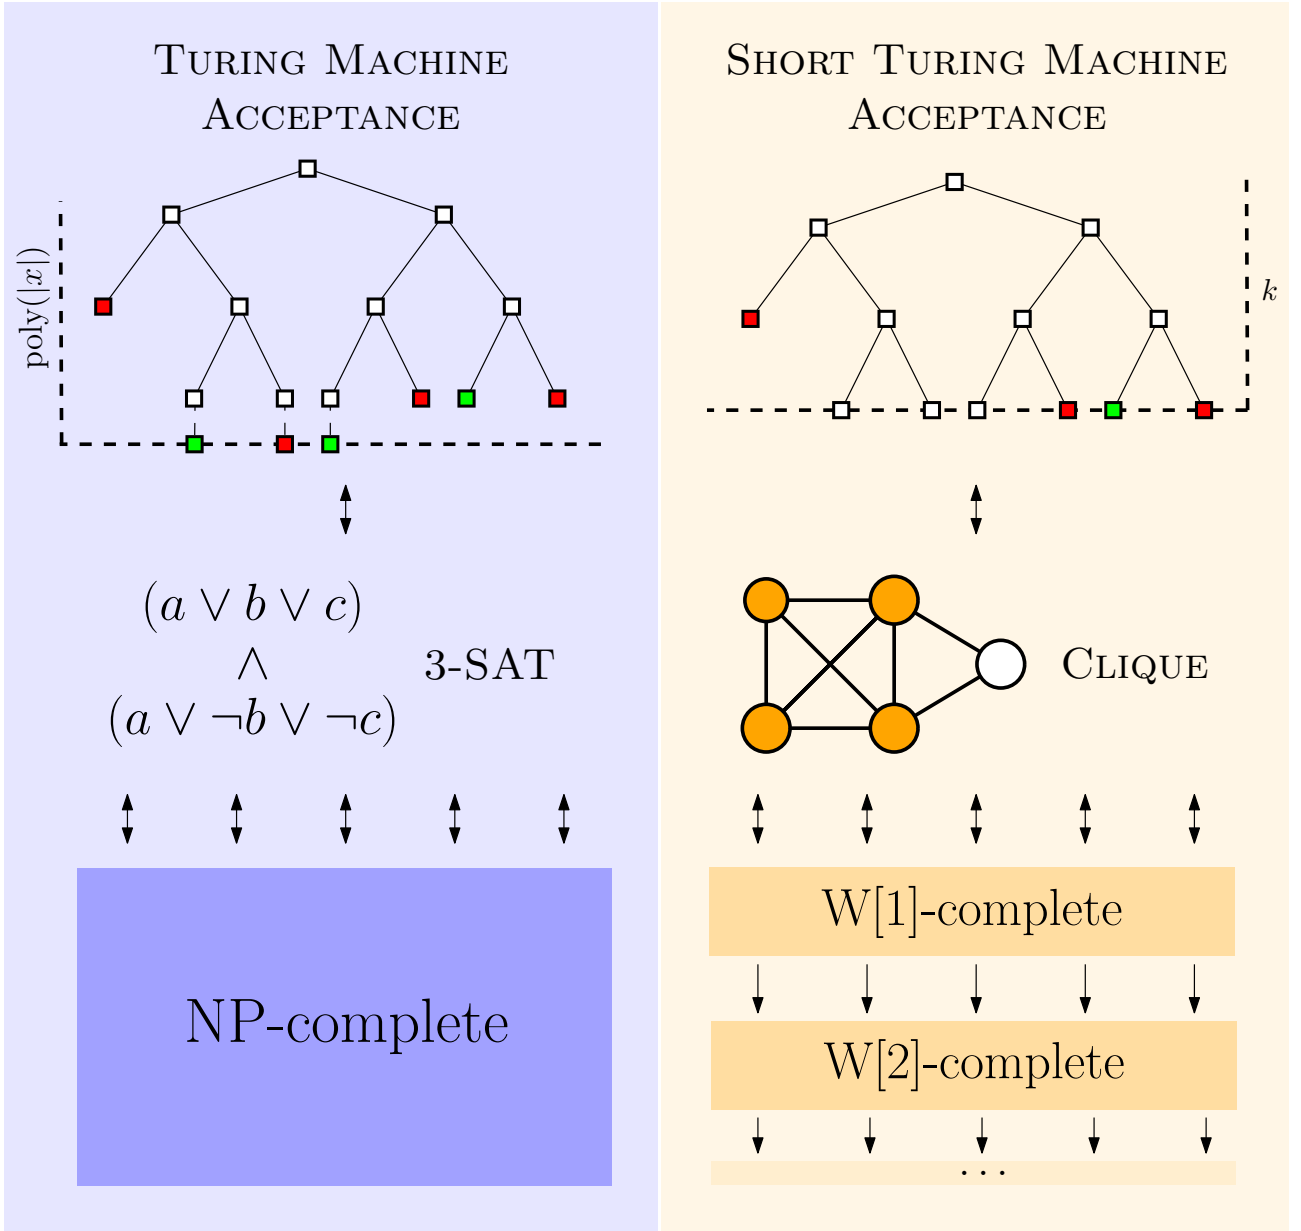 TURING MACHINE
ACCEPTANCE
poly(|x|)
(a ∨ b ∨ c)
∧
(a ∨ ¬b ∨ ¬c)
3-SAT
NP-complete
SHORT TURING MACHINE
ACCEPTANCE
k
CLIQUE
W[1]-complete
W[2]-complete
...